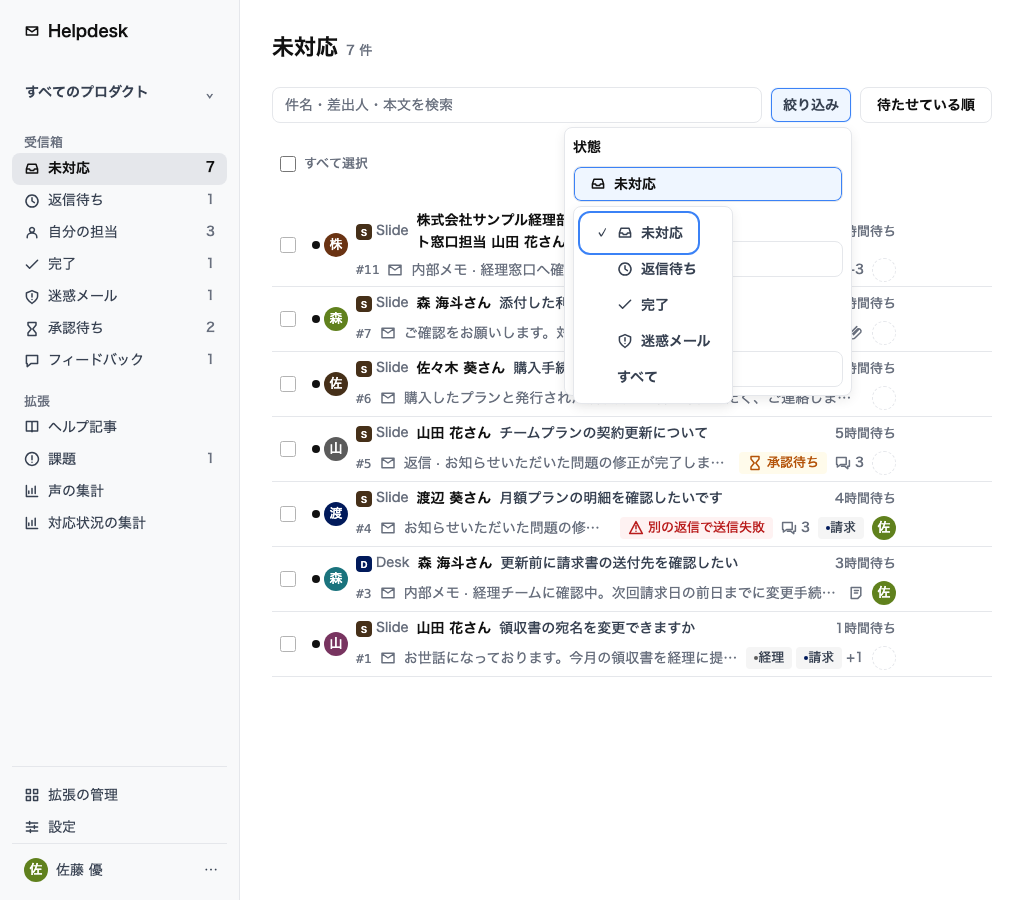 Helpdesk
すべてのプロダクト
受信箱
未対応 7
返信待ち 1
自分の担当 3
完了 1
迷惑メール 1
承認待ち 2
フィードバック 1
拡張
ヘルプ記事
課題 1
声の集計
対応状況の集計
拡張の管理
設定
佐 佐藤 優 …
未対応 7 件
件名・差出人・本文を検索 絞り込み 待たせている順
状態
未対応
✓ 未対応
返信待ち
完了
迷惑メール
すべて
すべて選択
株 S Slide 株式会社サンプル経理部
ト窓口担当 山田 花さん 時間待ち
#11 内部メモ · 経理窓口へ確 3
森 S Slide 森 海斗さん 添付した利 時間待ち
#7 ご確認をお願いします。対
佐 S Slide 佐々木 葵さん 購入手続 時間待ち
#6 購入したプランと発行され く、ご連絡しま…
山 S Slide 山田 花さん チームプランの契約更新について 5時間待ち
#5 返信 · お知らせいただいた問題の修正が完了しま… 承認待ち 3
渡 S Slide 渡辺 葵さん 月額プランの明細を確認したいです 4時間待ち
#4 お知らせいただいた問題の修… 別の返信で送信失敗 3 •請求 佐
森 D Desk 森 海斗さん 更新前に請求書の送付先を確認したい 3時間待ち
#3 内部メモ · 経理チームに確認中。次回請求日の前日までに変更手続… 佐
山 S Slide 山田 花さん 領収書の宛名を変更できますか 1時間待ち
#1 お世話になっております。今月の領収書を経理に提… •経理 •請求 +1